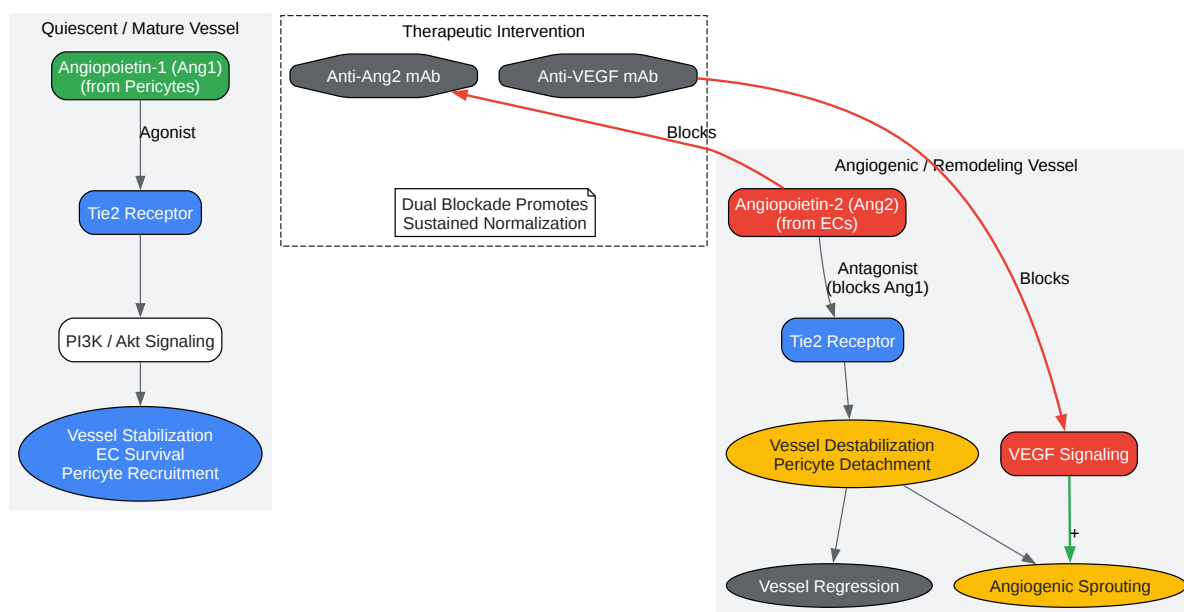 Quiescent / Mature Vessel
Angiopoietin-1 (Ang1)
(from Pericytes)
Agonist
Tie2 Receptor
PI3K / Akt Signaling
Vessel Stabilization
EC Survival
Pericyte Recruitment
Therapeutic Intervention
Anti-Ang2 mAb
Anti-VEGF mAb
Blocks
Dual Blockade Promotes
Sustained Normalization
Angiogenic / Remodeling Vessel
Angiopoietin-2 (Ang2)
(from ECs)
Antagonist
(blocks Ang1)
Blocks
Tie2 Receptor
Vessel Destabilization
Pericyte Detachment
VEGF Signaling
+
Vessel Regression
Angiogenic Sprouting